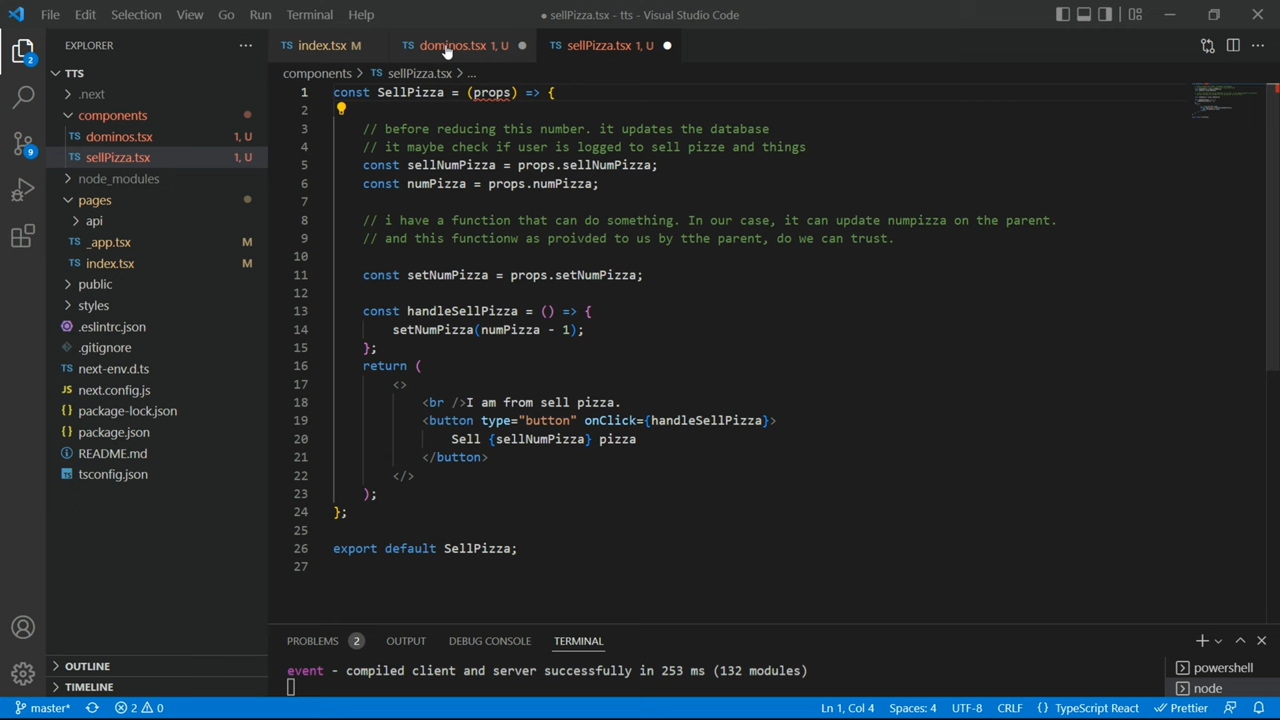 File Edit Selection View Go Run Terminal Help ● sellPizza.tsx - tts - Visual Studio Code
EXPLORER ···
TS index.tsx M TS dominos.tsx 1, U ● TS sellPizza.tsx 1, U ●
components > TS sellPizza.tsx > ...
TTS
.next
components
TS dominos.tsx 1, U
TS sellPizza.tsx 1, U
node_modules
pages
api
TS _app.tsx M
TS index.tsx M
public
styles
.eslintrc.json
.gitignore
TS next-env.d.ts
JS next.config.js
{} package-lock.json
{} package.json
README.md
tsconfig.json
OUTLINE
TIMELINE
2
9
1 const SellPizza = (props) => {
2
3 // before reducing this number. it updates the database
4 // it maybe check if user is logged to sell pizze and things
5 const sellNumPizza = props.sellNumPizza;
6 const numPizza = props.numPizza;
7
8 // i have a function that can do something. In our case, it can update numpizza on the parent.
9 // and this functionw as proivded to us by tthe parent, do we can trust.
10
11 const setNumPizza = props.setNumPizza;
12
13 const handleSellPizza = () => {
14 setNumPizza(numPizza - 1);
15 };
16 return (
17 <>
18 <br />I am from sell pizza.
19 <button type="button" onClick={handleSellPizza}>
20 Sell {sellNumPizza} pizza
21 </button>
22 </>
23 );
24 };
25
26 export default SellPizza;
27
PROBLEMS 2 OUTPUT DEBUG CONSOLE TERMINAL
event - compiled client and server successfully in 253 ms (132 modules)
powershell
node
master* 2 0 Ln 1, Col 4 Spaces: 4 UTF-8 CRLF {} TypeScript React Prettier